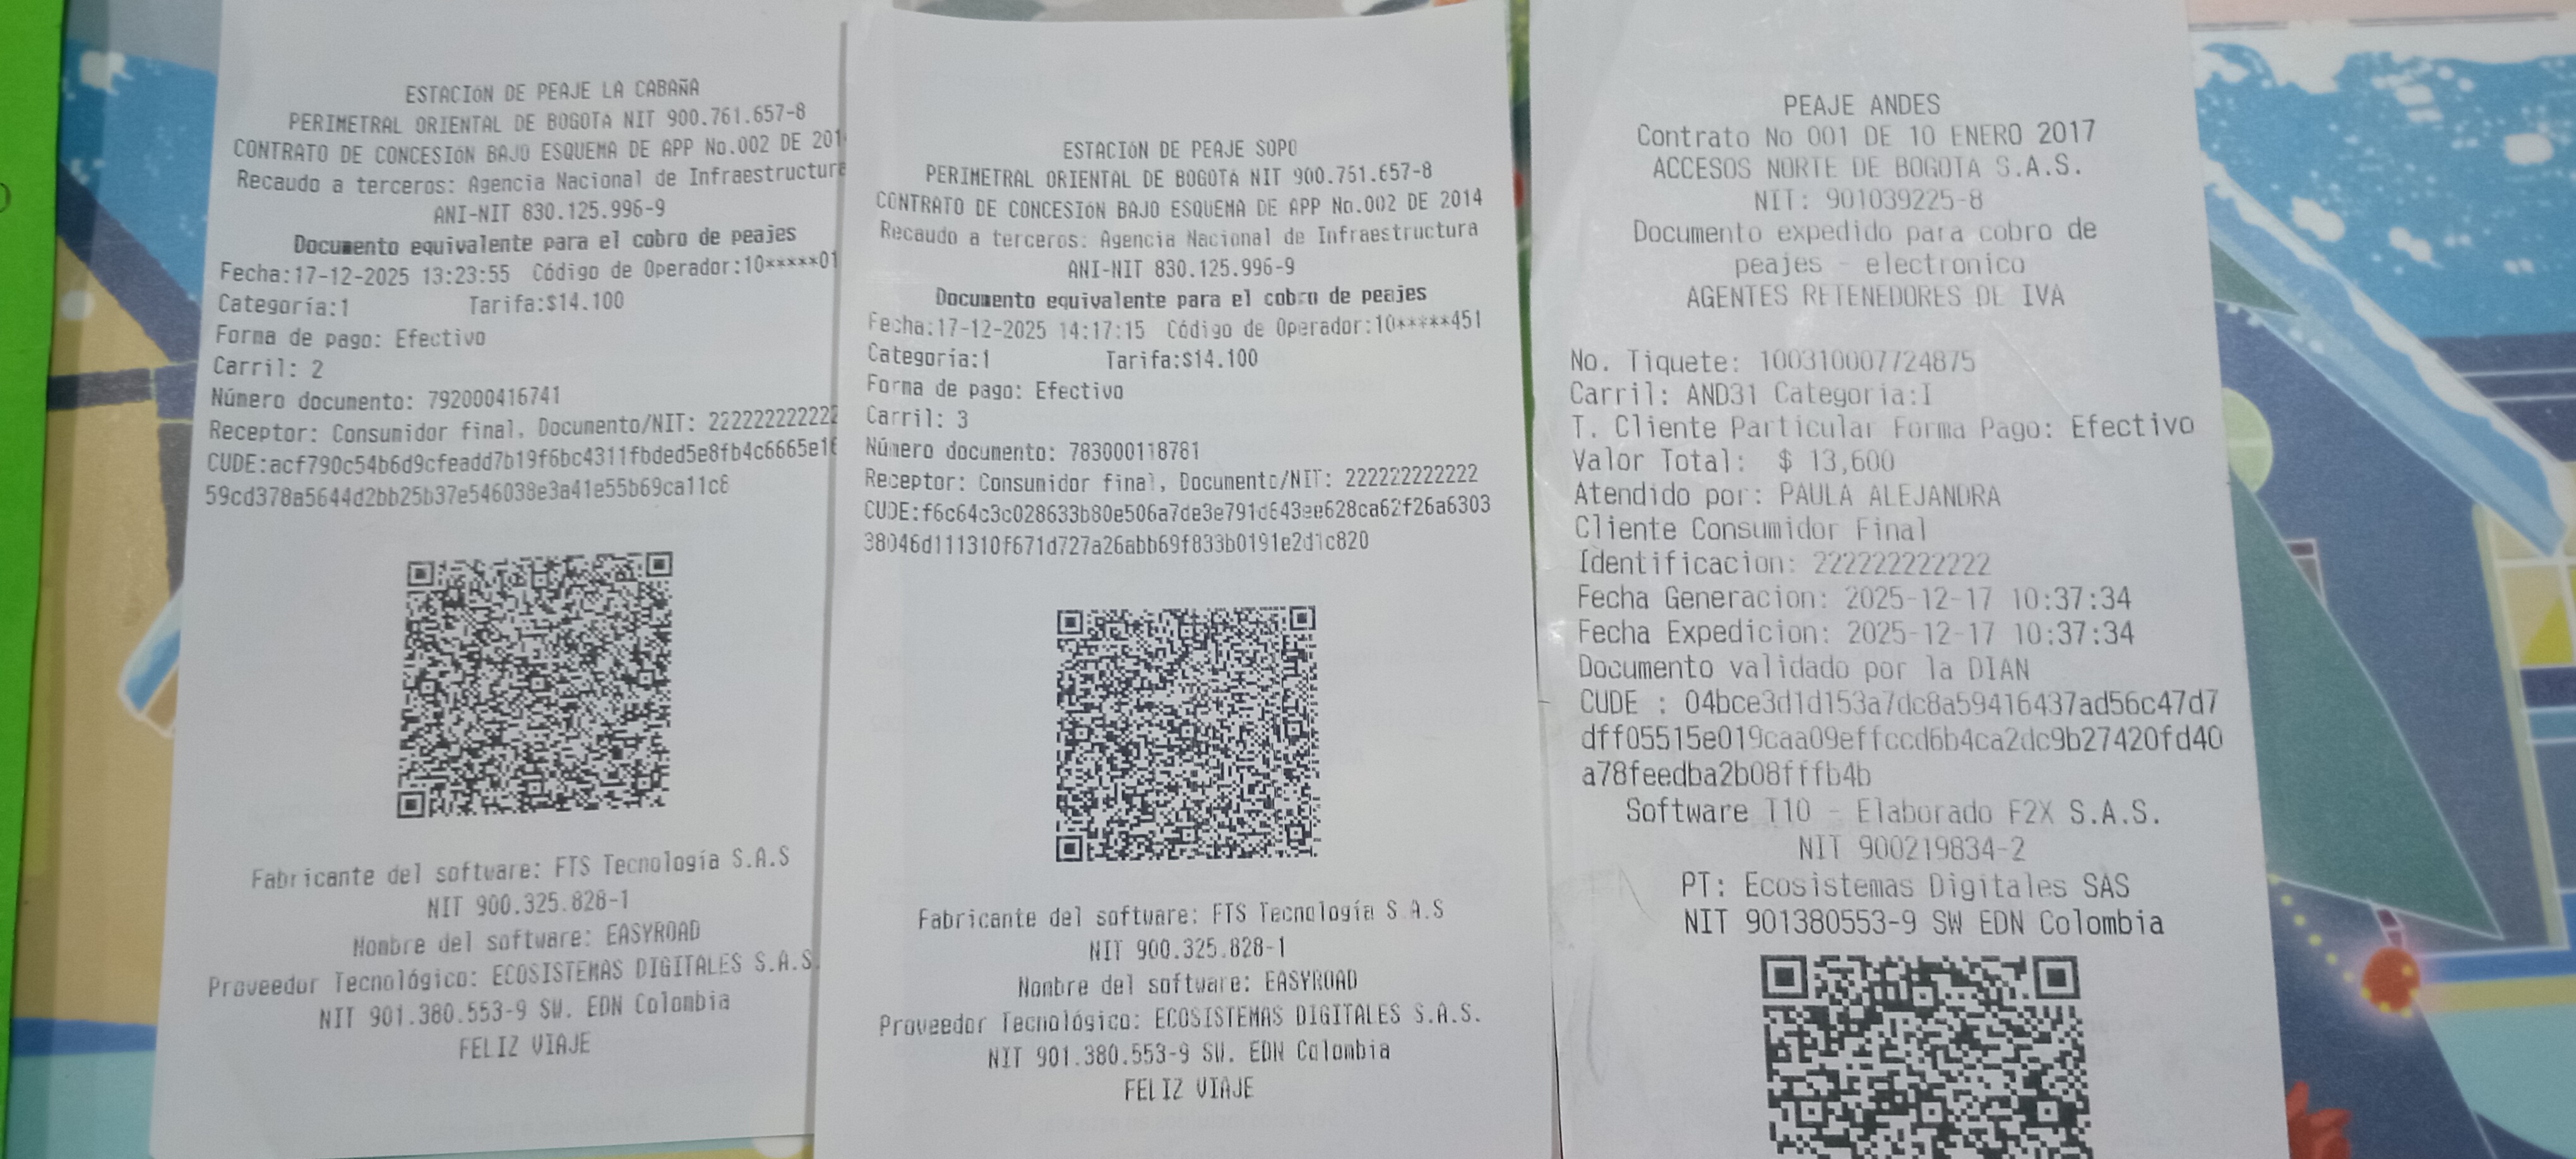 ESTACIóN DE PEAJE LA CABAÑA
PERIMETRAL ORIENTAL DE BOGOTA NIT 900.761.657-8
CONTRATO DE CONCESIóN BAJO ESQUEMA DE APP No.002 DE 201
Recaudo a terceros: Agencia Nacional de Infraestructura
ANI-NIT 830.125.996-9
Documento equivalente para el cobro de peajes
Fecha:17-12-2025 13:23:55 Código de Operador:10*****01
Categoría:1 Tarifa:$14.100
Forma de pago: Efectivo
Carril: 2
Número documento: 792000416741
Receptor: Consumidor final, Documento/NIT: 222222222222
CUDE:acf790c54b6d9cfeadd7b19f6bc4311fbded5e8fb4c6665e16
59cd378a5644d2bb25b37e546038e3a41e55b69ca11c6
Fabricante del software: FTS Tecnología S.A.S
NIT 900.325.828-1
Nombre del software: EASYROAD
Proveedor Tecnológico: ECOSISTEMAS DIGITALES S.A.S.
NIT 901.380.553-9 SW. EDN Colombia
FELIZ VIAJE
ESTACIóN DE PEAJE SOPO
PERIMETRAL ORIENTAL DE BOGOTA NIT 900.761.657-8
CONTRATO DE CONCESIóN BAJO ESQUEMA DE APP No.002 DE 2014
Recaudo a terceros: Agencia Nacional de Infraestructura
ANI-NIT 830.125.996-9
Documento equivalente para el cobro de peajes
Fecha:17-12-2025 14:17:15 Código de Operador:10*****451
Categoría:1 Tarifa:$14.100
Forma de pago: Efectivo
Carril: 3
Número documento: 783000118781
Receptor: Consumidor final, Documento/NIT: 222222222222
CUDE:f6c64c3c028633b80e506a7de3e791d643ee628ca62f26a6303
38046d111310f671d727a26abb69f833b0191e2d1c820
Fabricante del software: FTS Tecnología S.A.S
NIT 900.325.828-1
Nombre del software: EASYROAD
Proveedor Tecnológico: ECOSISTEMAS DIGITALES S.A.S.
NIT 901.380.553-9 SW. EDN Colombia
FELIZ VIAJE
PEAJE ANDES
Contrato No 001 DE 10 ENERO 2017
ACCESOS NORTE DE BOGOTA S.A.S.
NIT: 901039225-8
Documento expedido para cobro de
peajes - electronico
AGENTES RETENEDORES DE IVA
No. Tiquete: 100310007724875
Carril: AND31 Categoria:I
T. Cliente Particular Forma Pago: Efectivo
Valor Total: $ 13,600
Atendido por: PAULA ALEJANDRA
Cliente Consumidor Final
Identificacion: 222222222222
Fecha Generacion: 2025-12-17 10:37:34
Fecha Expedicion: 2025-12-17 10:37:34
Documento validado por la DIAN
CUDE : 04bce3d1d153a7dc8a59416437ad56c47d7
dff05515e019caa09effccd6b4ca2dc9b27420fd40
a78feedba2b08fffb4b
Software T10 - Elaborado F2X S.A.S.
NIT 900219834-2
PT: Ecosistemas Digitales SAS
NIT 901380553-9 SW EDN Colombia